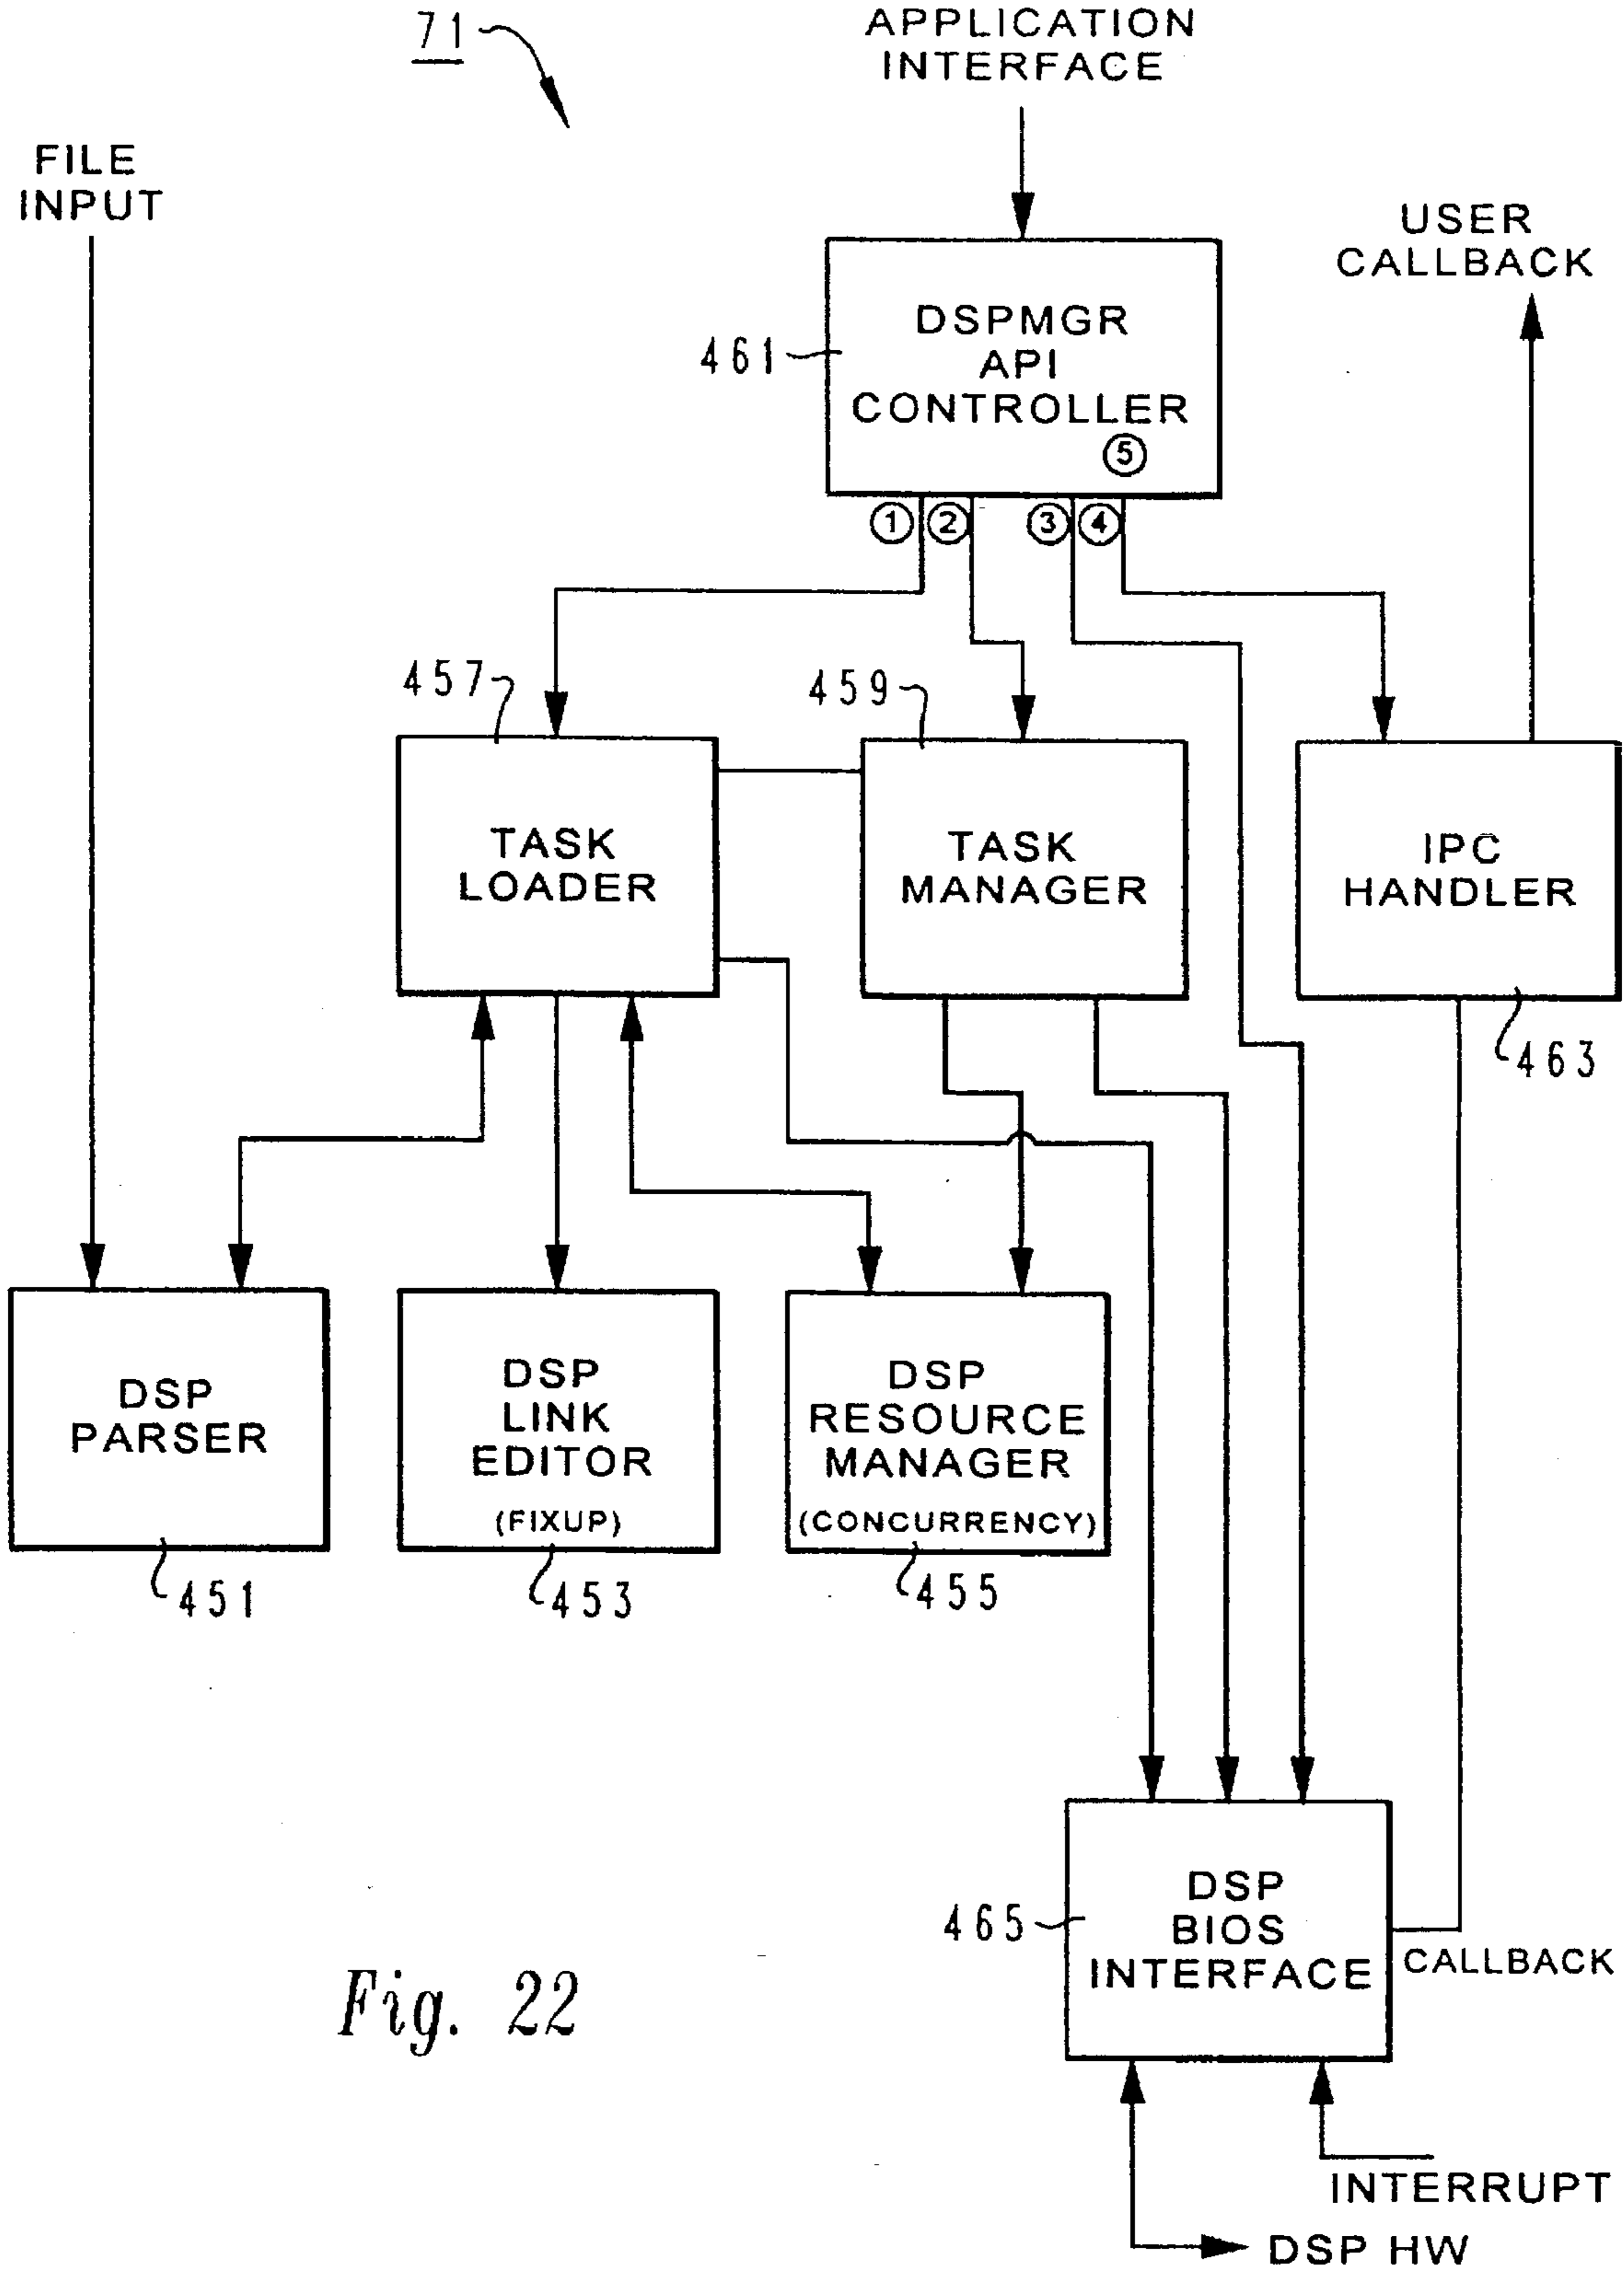 71
APPLICATION
INTERFACE
FILE
INPUT
USER
CALLBACK
DSPMGR
API
CONTROLLER
461
5
1
2
3
4
457
459
TASK
LOADER
TASK
MANAGER
IPC
HANDLER
463
DSP
PARSER
DSP
LINK
EDITOR
(FIXUP)
DSP
RESOURCE
MANAGER
(CONCURRENCY)
451
453
455
465
DSP
BIOS
INTERFACE
CALLBACK
Fig. 22
INTERRUPT
DSP HW